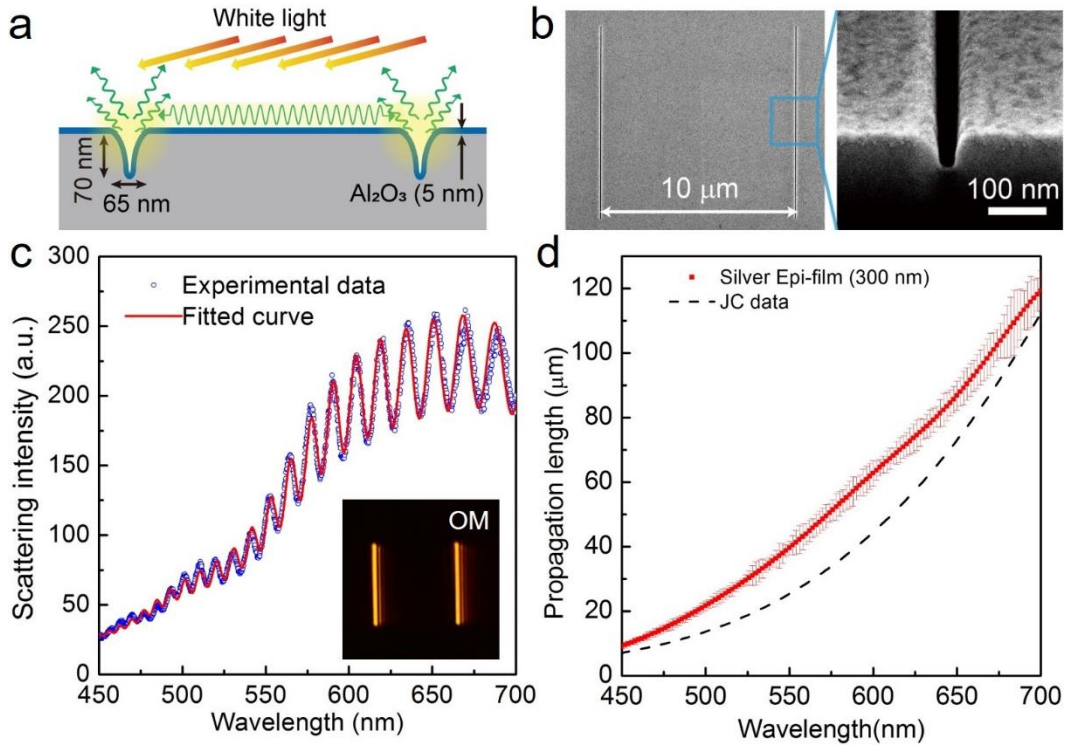 a
White light
70 nm
65 nm
Al₂O₃ (5 nm)
b
10 μm
100 nm
c
300
250
200
150
100
50
0
Scattering intensity (a.u.)
Experimental data
Fitted curve
OM
450 500 550 600 650 700
Wavelength (nm)
d
120
100
80
60
40
20
0
Propagation length (μm)
Silver Epi-film (300 nm)
JC data
450 500 550 600 650 700
Wavelength(nm)